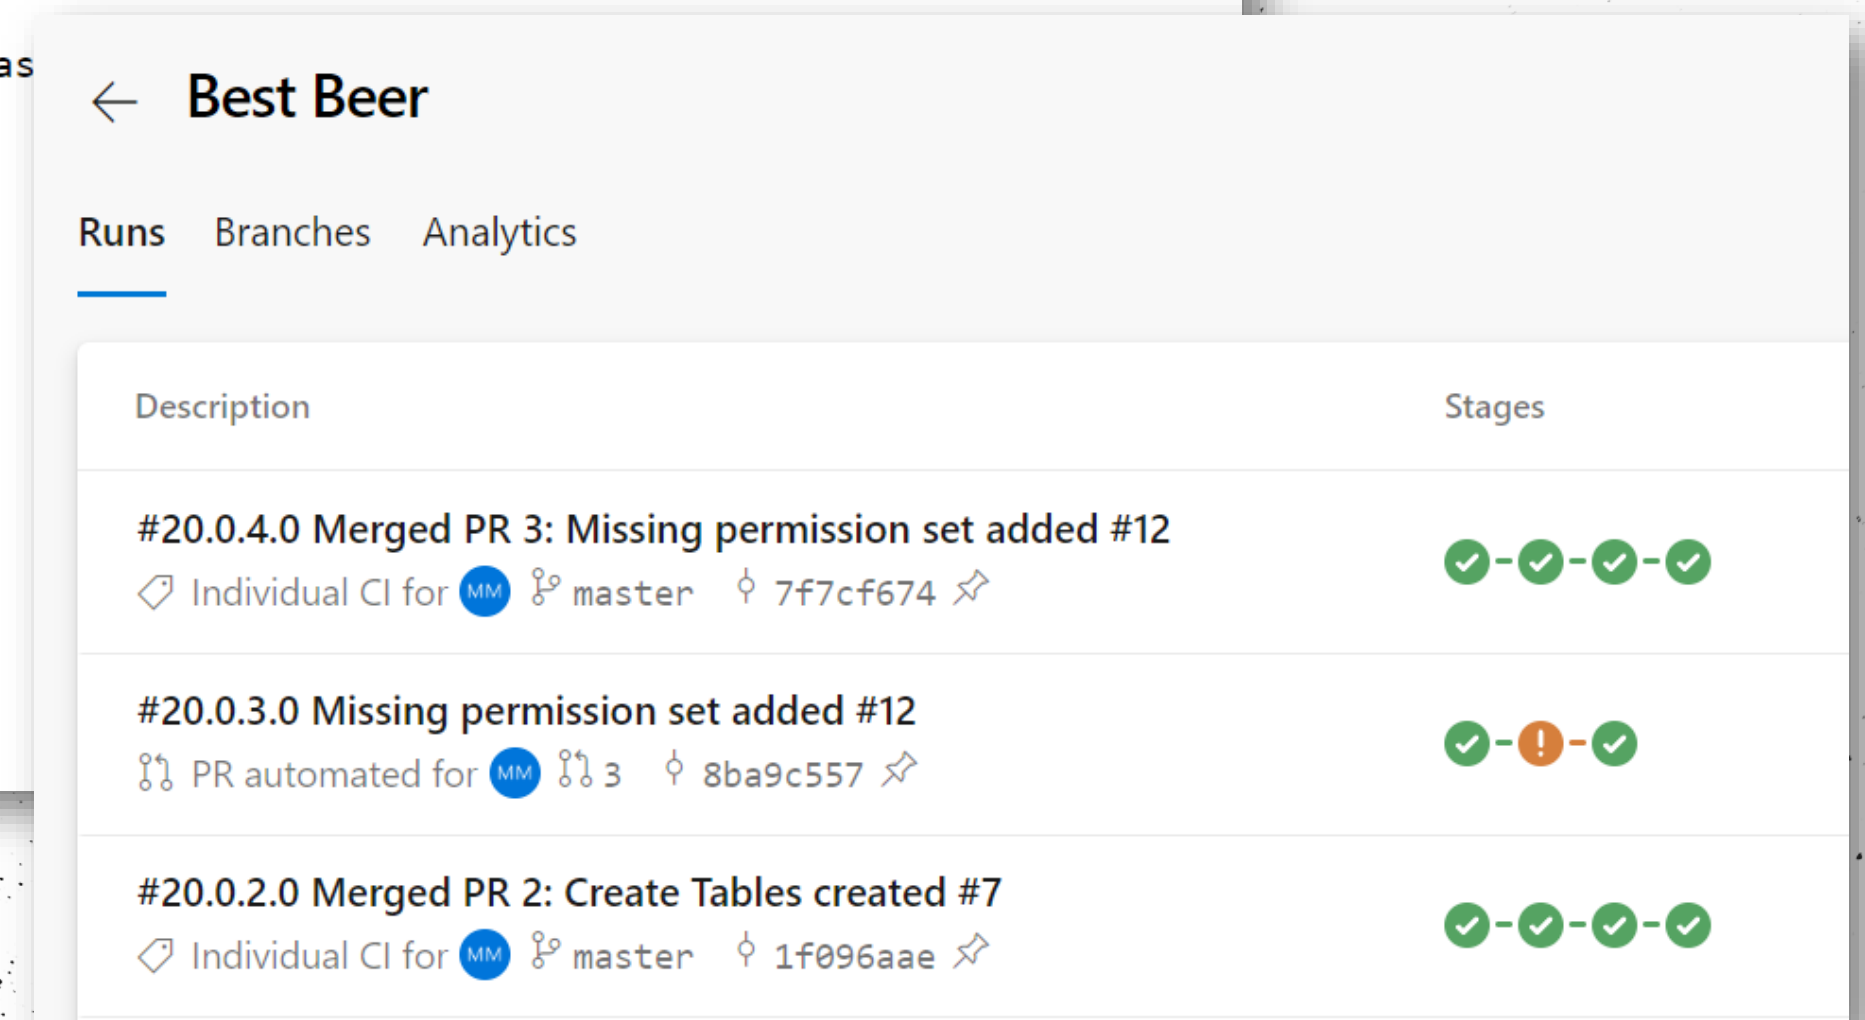 as
Best Beer
Runs Branches Analytics
Description Stages
#20.0.4.0 Merged PR 3: Missing permission set added #12
Individual CI for MM master 7f7cf674
#20.0.3.0 Missing permission set added #12
PR automated for MM 3 8ba9c557
#20.0.2.0 Merged PR 2: Create Tables created #7
Individual CI for MM master 1f096aae